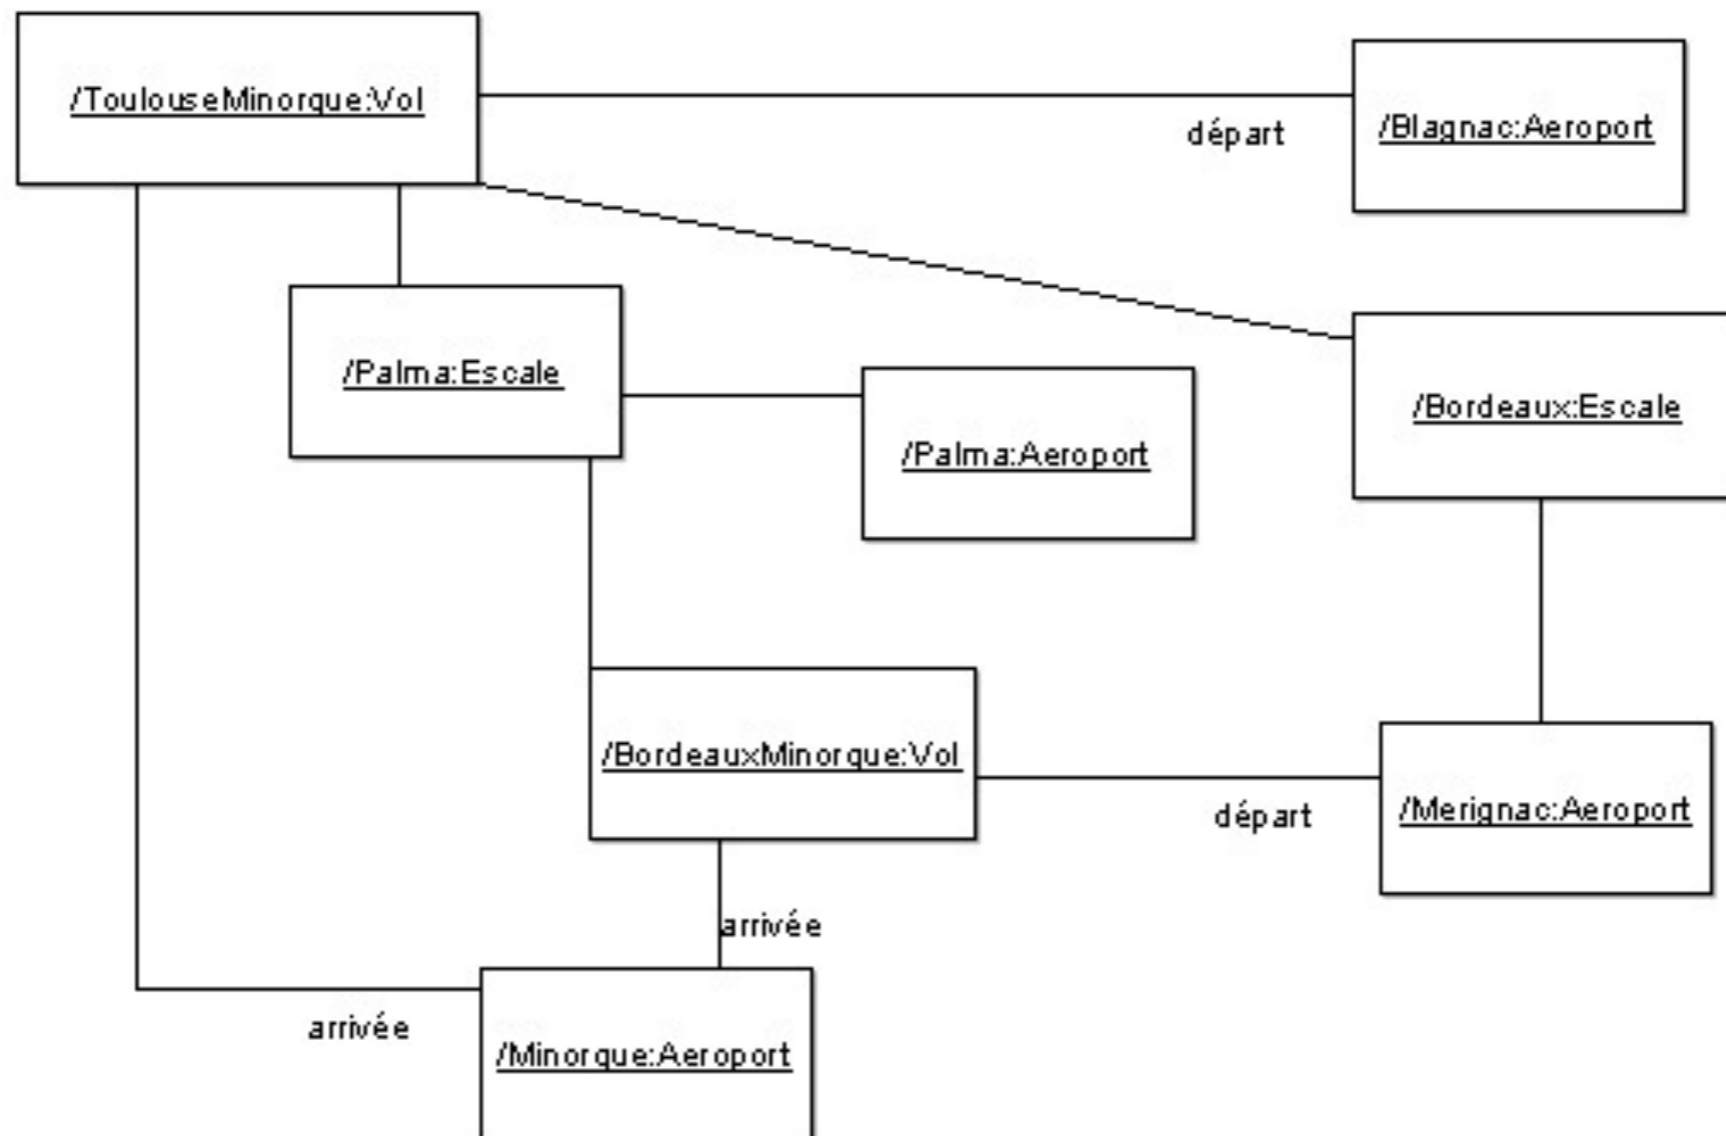 /ToulouseMinorque:Vol
/Blagnac:Aeroport
départ
/Palma:Escale
/Bordeaux:Escale
/Palma:Aeroport
/BordeauxMinorque:Vol
/Merignac:Aeroport
départ
arrivée
arrivée
/Minorque:Aeroport